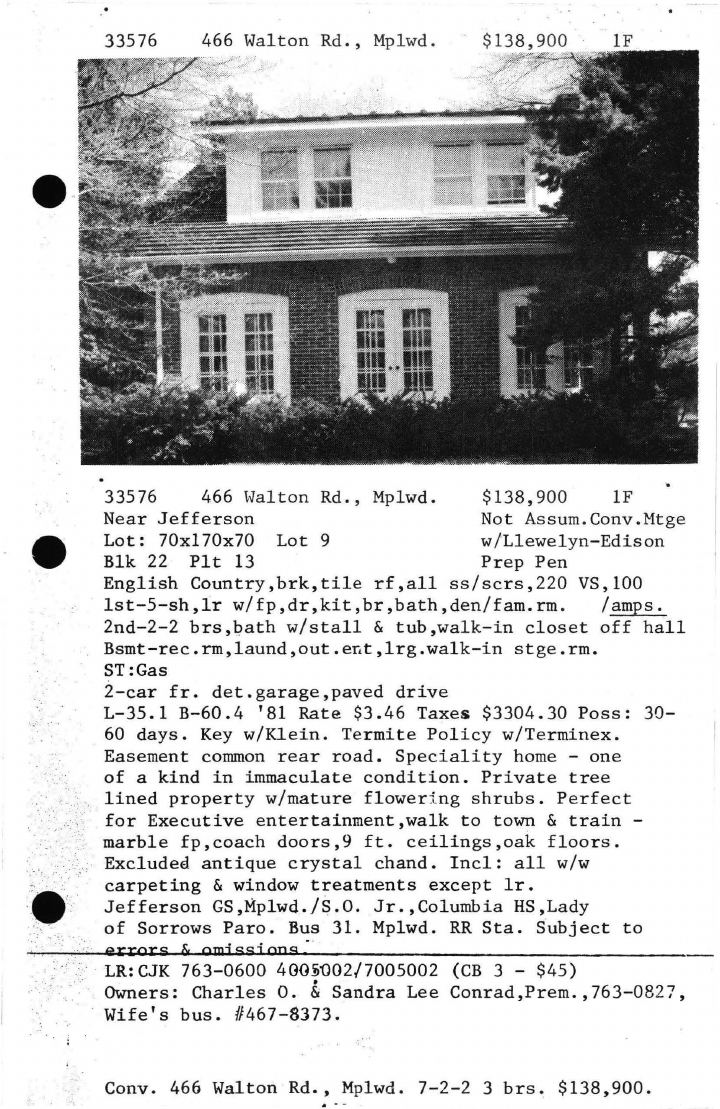 33576 466 Walton Rd., Mplwd. $138,900 1F
33576 466 Walton Rd., Mplwd. $138,900 1F
Near Jefferson Not Assum.Conv.Mtge
Lot: 70x170x70 Lot 9 w/Llewelyn-Edison
Blk 22 Plt 13 Prep Pen
English Country,brk,tile rf,all ss/scrs,220 VS,100
1st-5-sh,lr w/fp,dr,kit,br,bath,den/fam.rm. /amps.
2nd-2-2 brs,bath w/stall & tub,walk-in closet off hall
Bsmt-rec.rm,laund,out.ent,lrg.walk-in stge.rm.
ST:Gas
2-car fr. det.garage,paved drive
L-35.1 B-60.4 '81 Rate $3.46 Taxes $3304.30 Poss: 30-
60 days. Key w/Klein. Termite Policy w/Terminex.
Easement common rear road. Speciality home - one
of a kind in immaculate condition. Private tree
lined property w/mature flowering shrubs. Perfect
for Executive entertainment,walk to town & train -
marble fp,coach doors,9 ft. ceilings,oak floors.
Excluded antique crystal chand. Incl: all w/w
carpeting & window treatments except lr.
Jefferson GS,Mplwd./S.O. Jr.,Columbia HS,Lady
of Sorrows Paro. Bus 31. Mplwd. RR Sta. Subject to
errors & omissions.
LR:CJK 763-0600 4005002/7005002 (CB 3 - $45)
Owners: Charles O. & Sandra Lee Conrad,Prem.,763-0827,
Wife's bus. #467-8373.
Conv. 466 Walton Rd., Mplwd. 7-2-2 3 brs. $138,900.